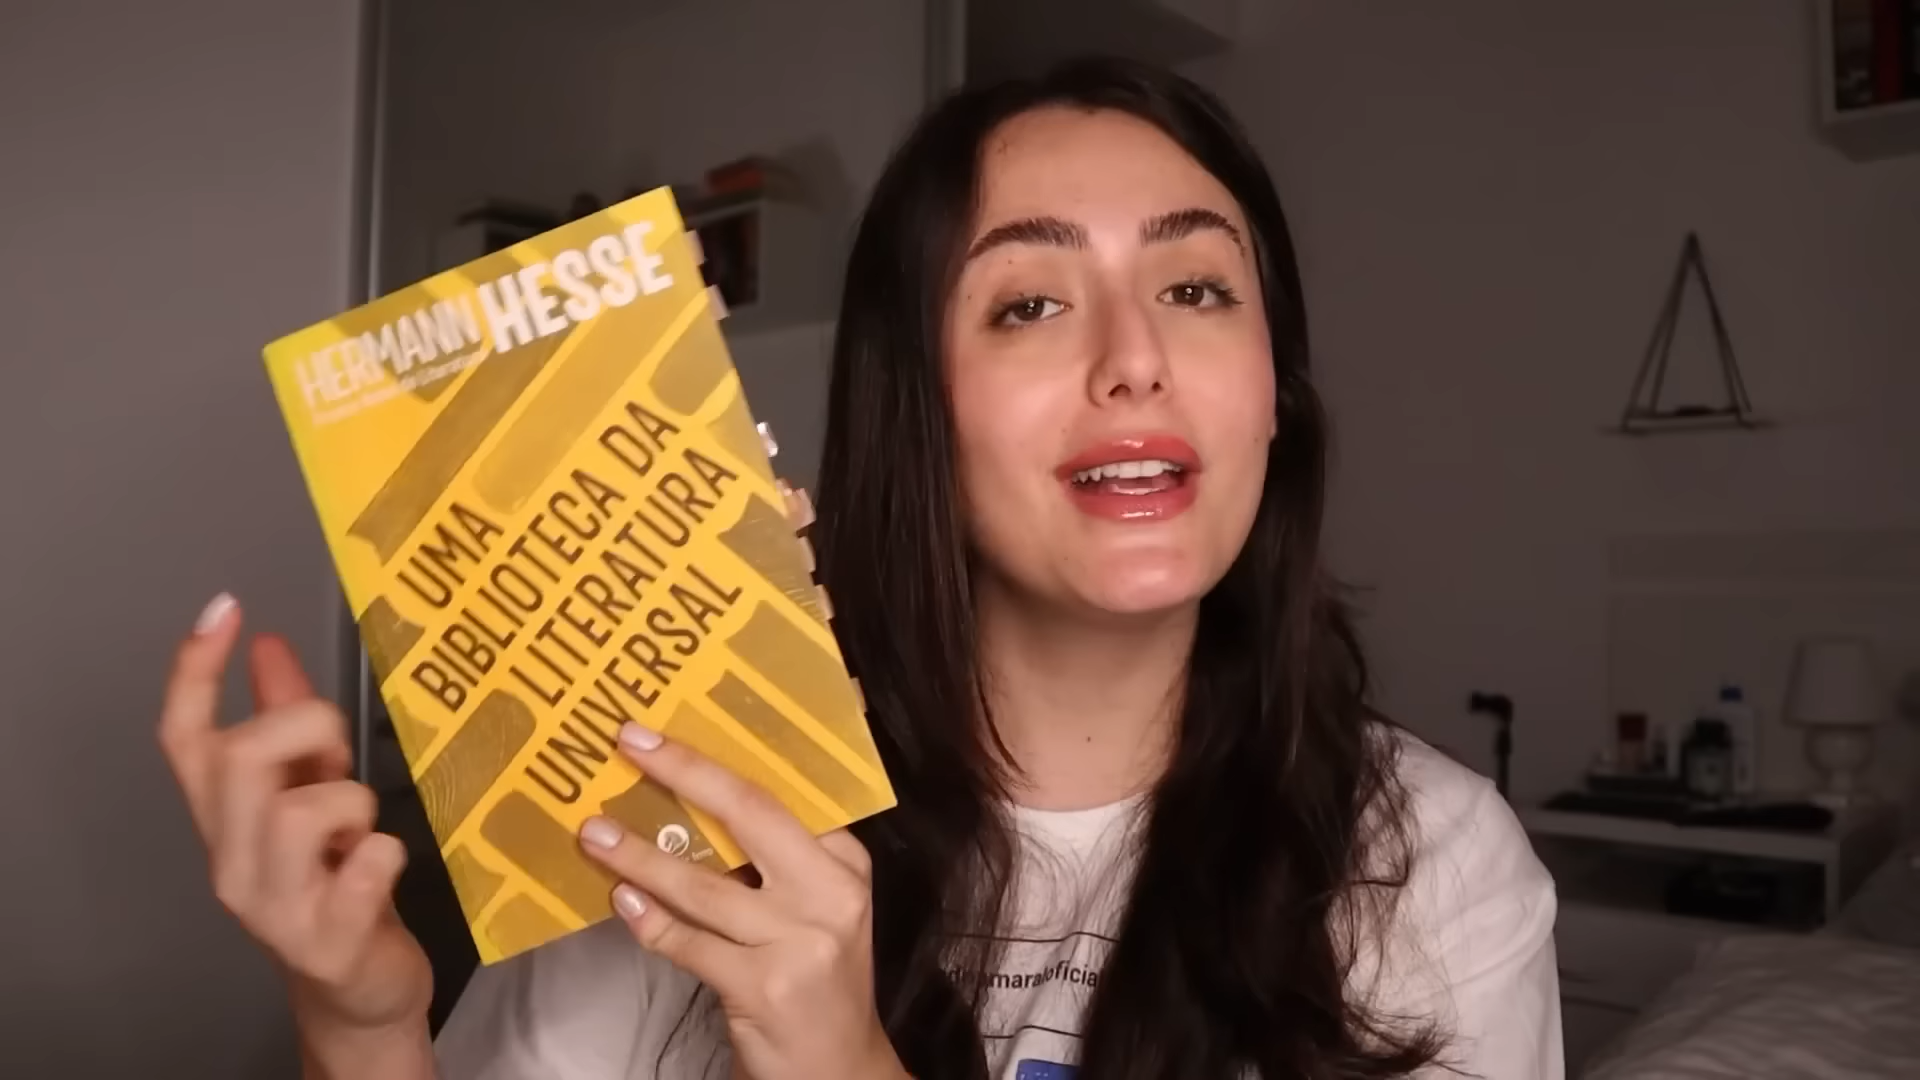 HERMANN HESSE
UMA
BIBLIOTECA DA
LITERATURA
UNIVERSAL